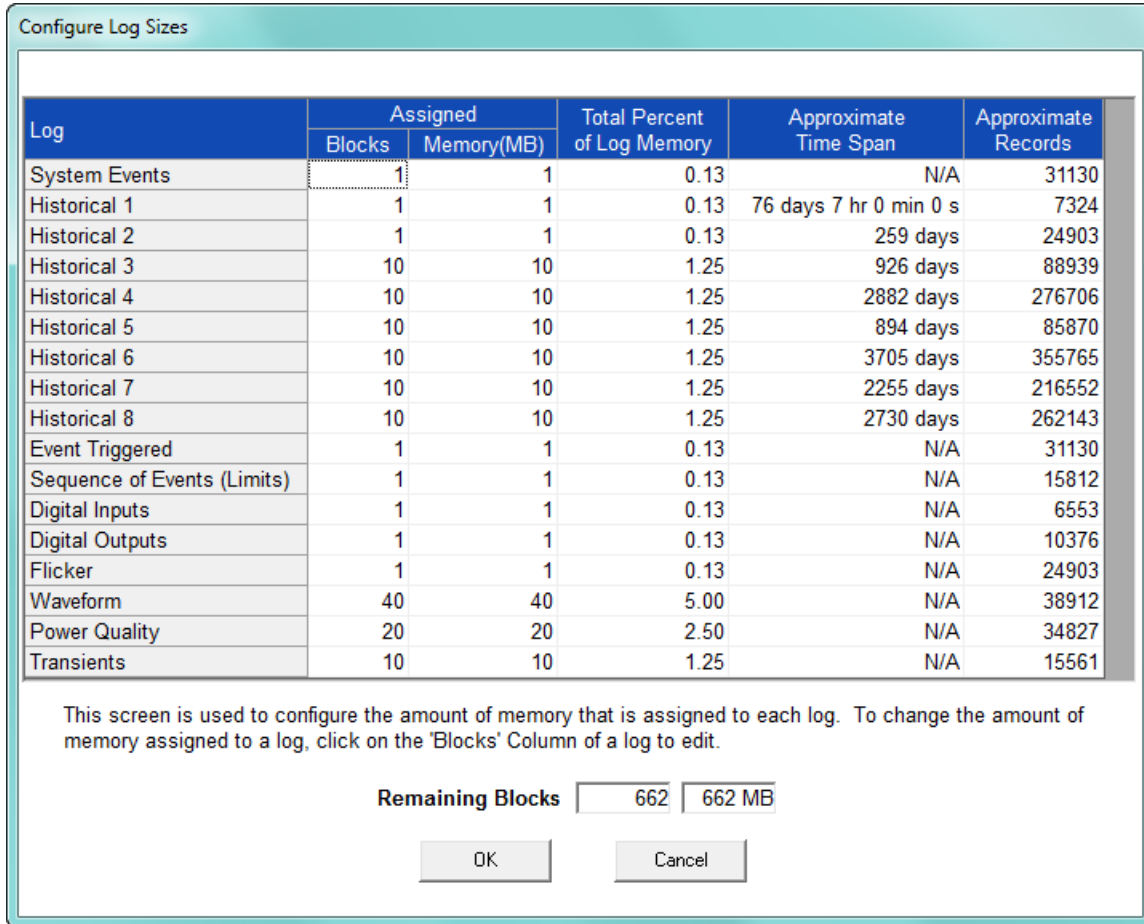 Configure Log Sizes
Log Assigned Total Percent of Log Memory Approximate Time Span Approximate Records
Blocks Memory(MB)
System Events 1 1 0.13 N/A 31130
Historical 1 1 1 0.13 76 days 7 hr 0 min 0 s 7324
Historical 2 1 1 0.13 259 days 24903
Historical 3 10 10 1.25 926 days 88939
Historical 4 10 10 1.25 2882 days 276706
Historical 5 10 10 1.25 894 days 85870
Historical 6 10 10 1.25 3705 days 355765
Historical 7 10 10 1.25 2255 days 216552
Historical 8 10 10 1.25 2730 days 262143
Event Triggered 1 1 0.13 N/A 31130
Sequence of Events (Limits) 1 1 0.13 N/A 15812
Digital Inputs 1 1 0.13 N/A 6553
Digital Outputs 1 1 0.13 N/A 10376
Flicker 1 1 0.13 N/A 24903
Waveform 40 40 5.00 N/A 38912
Power Quality 20 20 2.50 N/A 34827
Transients 10 10 1.25 N/A 15561
This screen is used to configure the amount of memory that is assigned to each log. To change the amount of
memory assigned to a log, click on the 'Blocks' Column of a log to edit.
Remaining Blocks 662 662 MB
OK Cancel